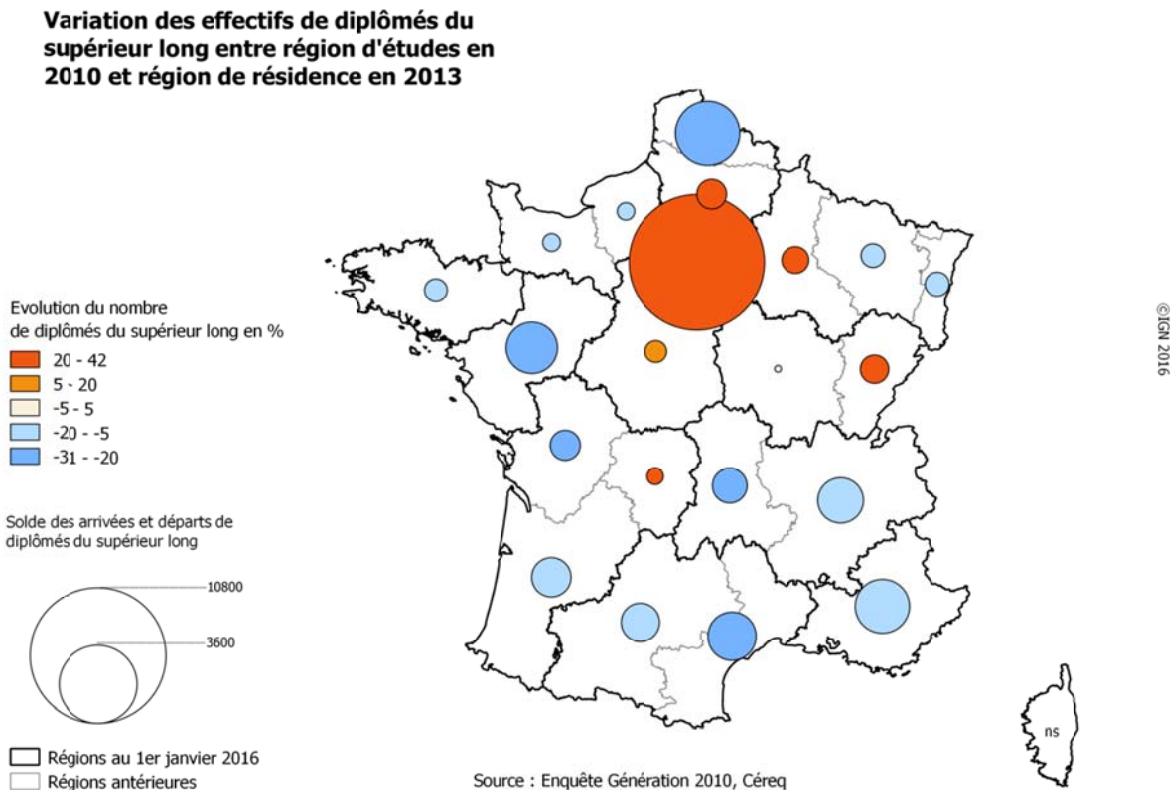 Variation des effectifs de diplômés du
supérieur long entre région d'études en
2010 et région de résidence en 2013
Evolution du nombre
de diplômés du supérieur long en %
20 - 42
5 - 20
-5 - 5
-20 - -5
-31 - -20
Solde des arrivées et départs de
diplômés du supérieur long
10800
3600
Régions au 1er janvier 2016
Régions antérieures
Source : Enquête Génération 2010, Céreq
ns
©IGN 2016